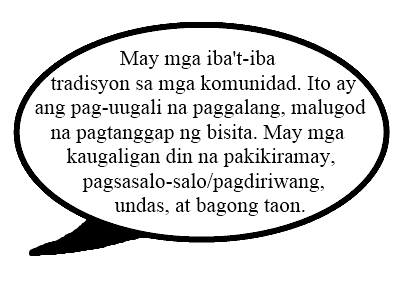 May mga iba't-iba
tradisyon sa mga komunidad. Ito ay
ang pag-uugali na paggalang, malugod
na pagtanggap ng bisita. May mga
kaugaligan din na pakikiramay,
pagsasalo-salo/pagdiriwang,
undas, at bagong taon.